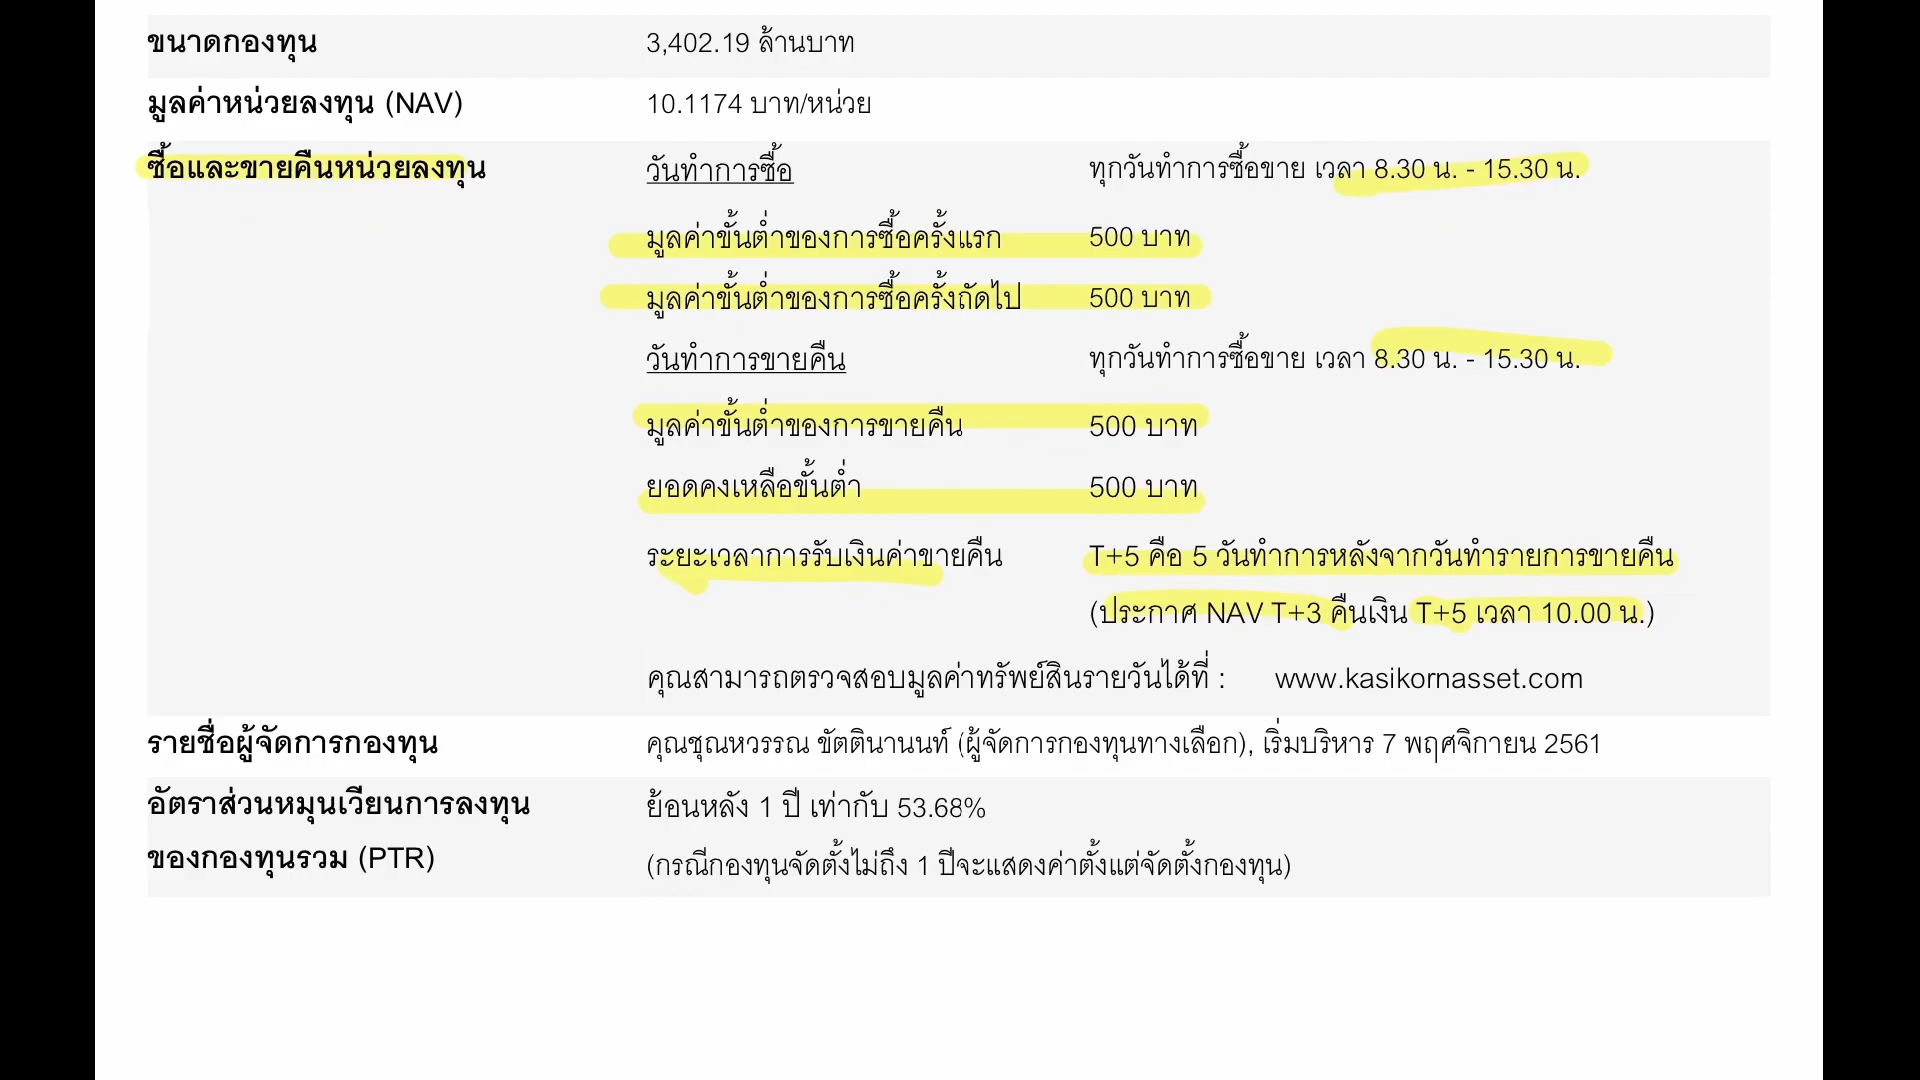 ขนาดกองทุน 3,402.19 ล้านบาท
มูลค่าหน่วยลงทุน (NAV) 10.1174 บาท/หน่วย
ซื้อและขายคืนหน่วยลงทุน วันทำการซื้อ ทุกวันทำการซื้อขาย เวลา 8.30 น. - 15.30 น.
มูลค่าขั้นต่ำของการซื้อครั้งแรก 500 บาท
มูลค่าขั้นต่ำของการซื้อครั้งถัดไป 500 บาท
วันทำการขายคืน ทุกวันทำการซื้อขาย เวลา 8.30 น. - 15.30 น.
มูลค่าขั้นต่ำของการขายคืน 500 บาท
ยอดคงเหลือขั้นต่ำ 500 บาท
ระยะเวลาการรับเงินค่าขายคืน T+5 คือ 5 วันทำการหลังจากวันทำรายการขายคืน
(ประกาศ NAV T+3 คืนเงิน T+5 เวลา 10.00 น.)
คุณสามารถตรวจสอบมูลค่าทรัพย์สินรายวันได้ที่ : www.kasikornasset.com
รายชื่อผู้จัดการกองทุน คุณชุณหวรรณ ขัตตินานนท์ (ผู้จัดการกองทุนทางเลือก), เริ่มบริหาร 7 พฤศจิกายน 2561
อัตราส่วนหมุนเวียนการลงทุน ย้อนหลัง 1 ปี เท่ากับ 53.68%
ของกองทุนรวม (PTR) (กรณีกองทุนจัดตั้งไม่ถึง 1 ปีจะแสดงค่าตั้งแต่จัดตั้งกองทุน)